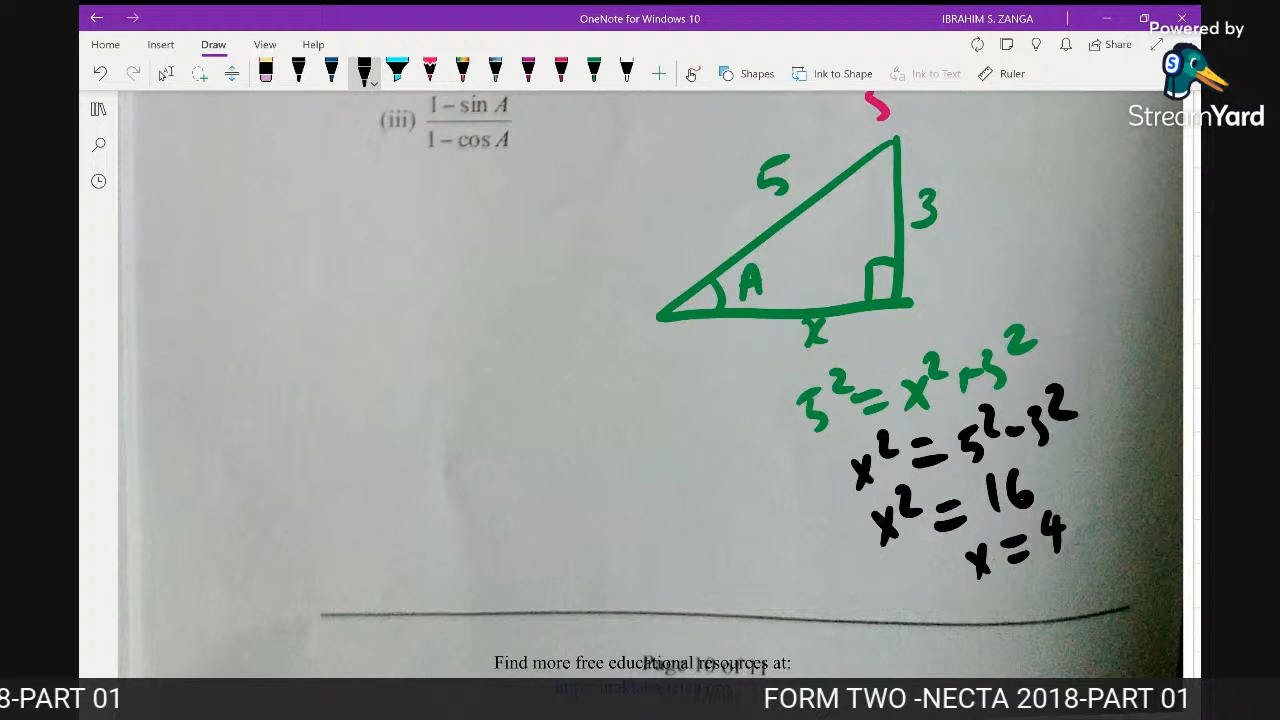 OneNote for Windows 10
IBRAHIM S. ZANGA
Powered by
StreamYard
Home Insert Draw View Help
Share
Shapes Ink to Shape Ink to Text Ruler
(iii) 1 – sin A
1 – cos A
5
5
3
A
x
5² = x² + 3²
x² = 5² - 3²
x² = 16
x = 4
Find more free educational resources at:
8-PART 01
FORM TWO -NECTA 2018-PART 01